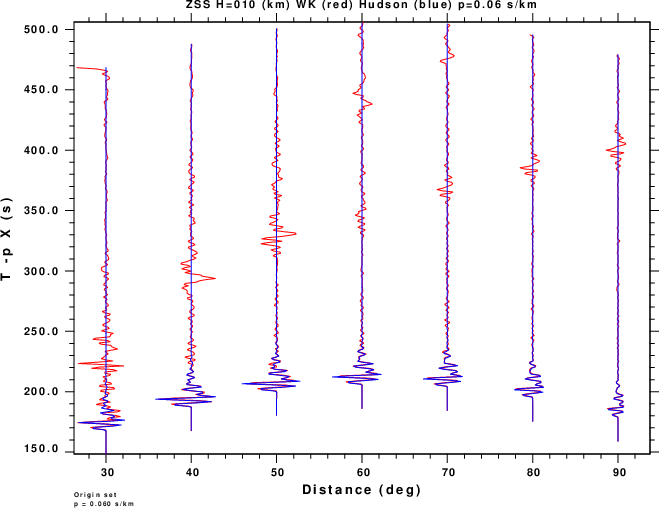 ZSS H=010 (km) WK (red) Hudson (blue) p=0.06 s/km
500.0
450.0
400.0
350.0
300.0
250.0
200.0
150.0
T -p X (s)
30 40 50 60 70 80 90
Distance (deg)
Origin set
p = 0.060 s/km